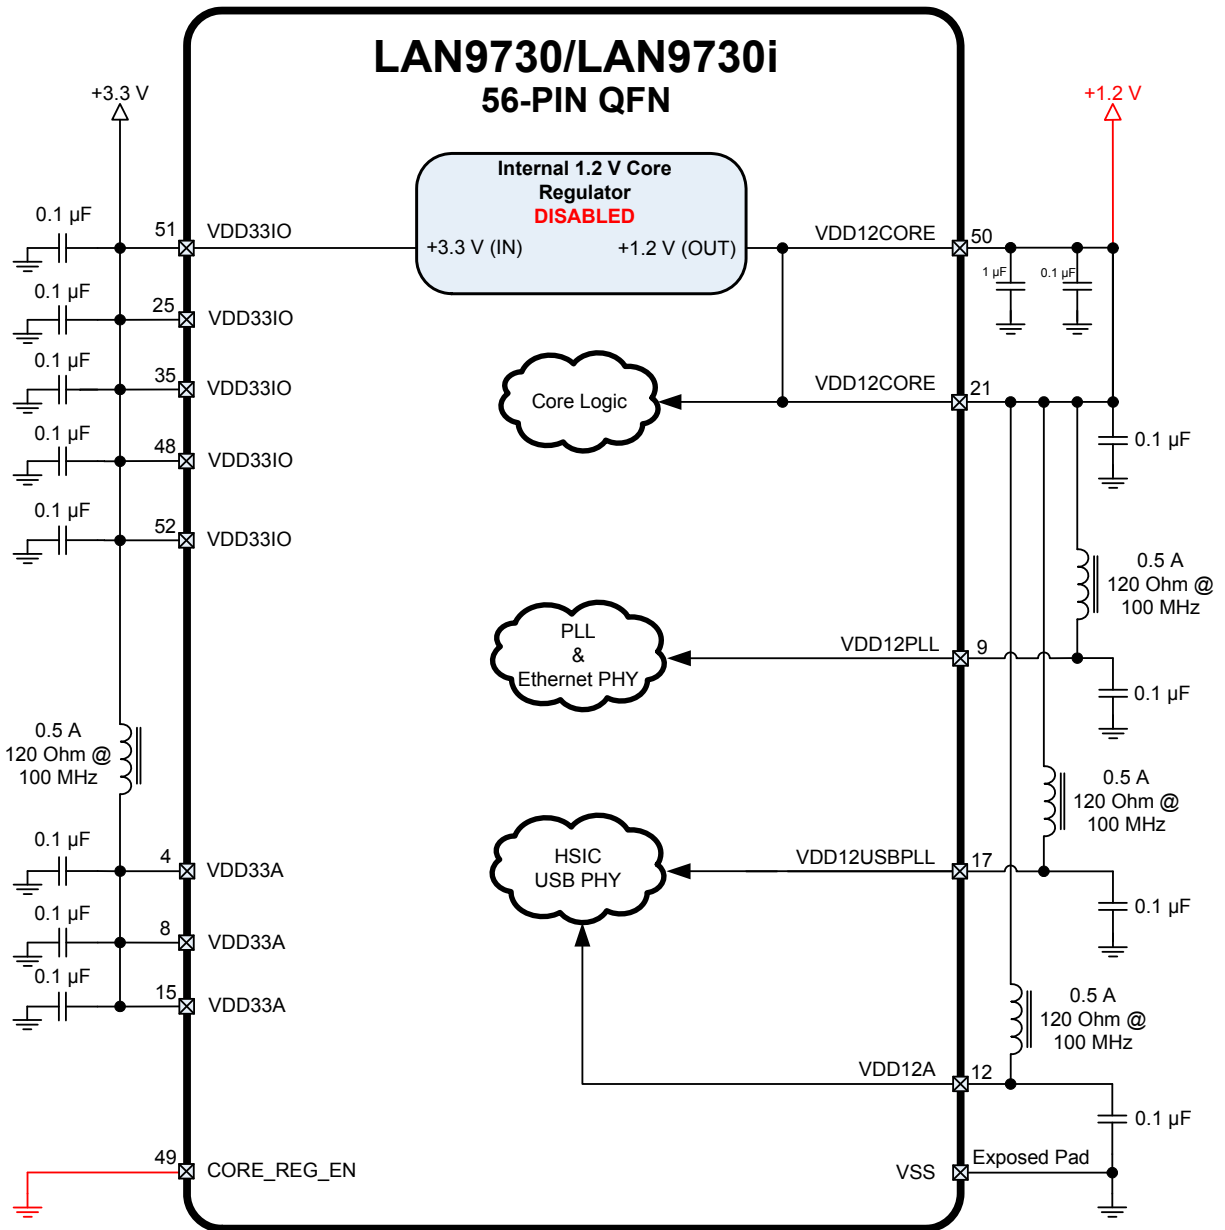 LAN9730/LAN9730i
56-PIN QFN
+3.3 V
+1.2 V
Internal 1.2 V Core
Regulator
DISABLED
+3.3 V (IN)
+1.2 V (OUT)
0.1 µF
51
VDD33IO
VDD12CORE
50
1 µF
0.1 µF
0.1 µF
25
VDD33IO
0.1 µF
35
VDD33IO
Core Logic
VDD12CORE
21
0.1 µF
0.1 µF
48
VDD33IO
0.1 µF
52
VDD33IO
0.5 A
120 Ohm @
100 MHz
PLL
&
Ethernet PHY
VDD12PLL
9
0.1 µF
0.5 A
120 Ohm @
100 MHz
0.5 A
120 Ohm @
100 MHz
0.1 µF
4
VDD33A
HSIC
USB PHY
VDD12USBPLL
17
0.1 µF
0.1 µF
8
VDD33A
0.1 µF
15
VDD33A
0.5 A
120 Ohm @
100 MHz
VDD12A
12
0.1 µF
49
CORE_REG_EN
VSS
Exposed Pad